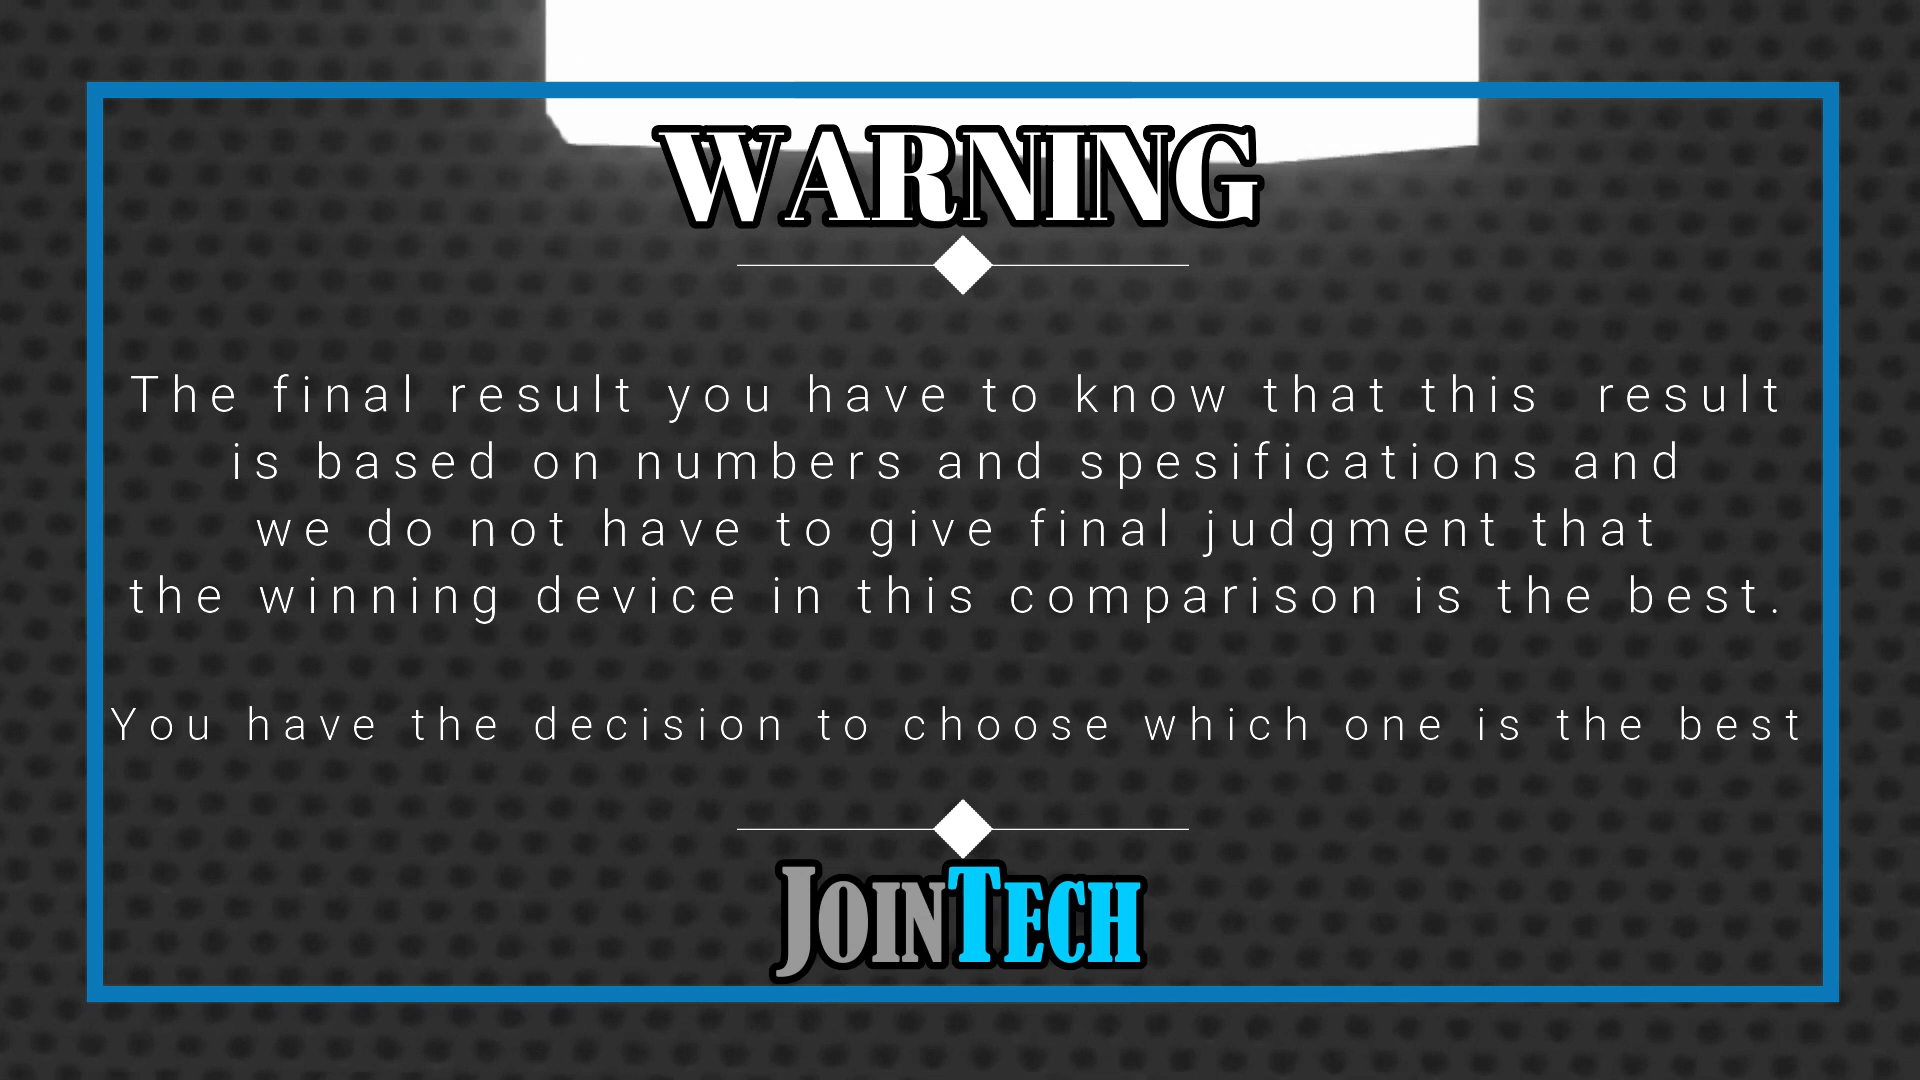 WARNING
The final result you have to know that this result
is based on numbers and spesifications and
we do not have to give final judgment that
the winning device in this comparison is the best.
You have the decision to choose which one is the best
JOINTECH